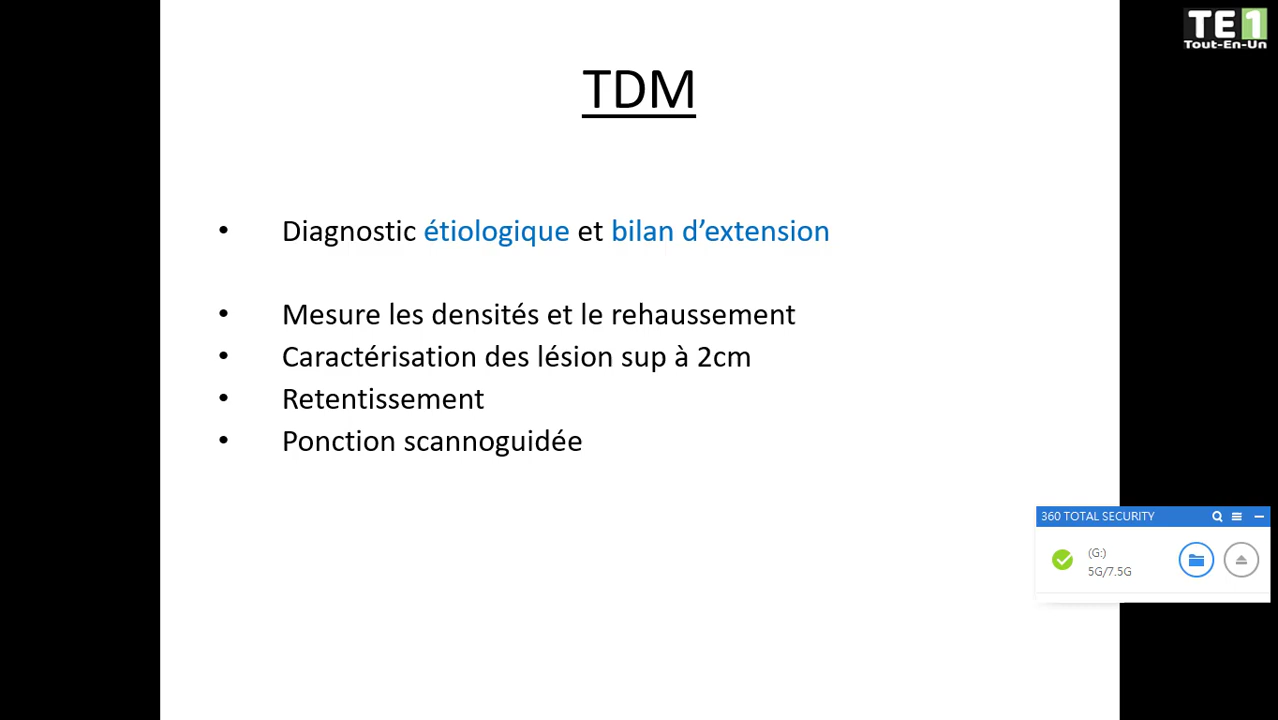 TE1
Tout-En-Un
TDM
• Diagnostic étiologique et bilan d’extension
• Mesure les densités et le rehaussement
• Caractérisation des lésion sup à 2cm
• Retentissement
• Ponction scannoguidée
360 TOTAL SECURITY
(G:)
5G/7.5G